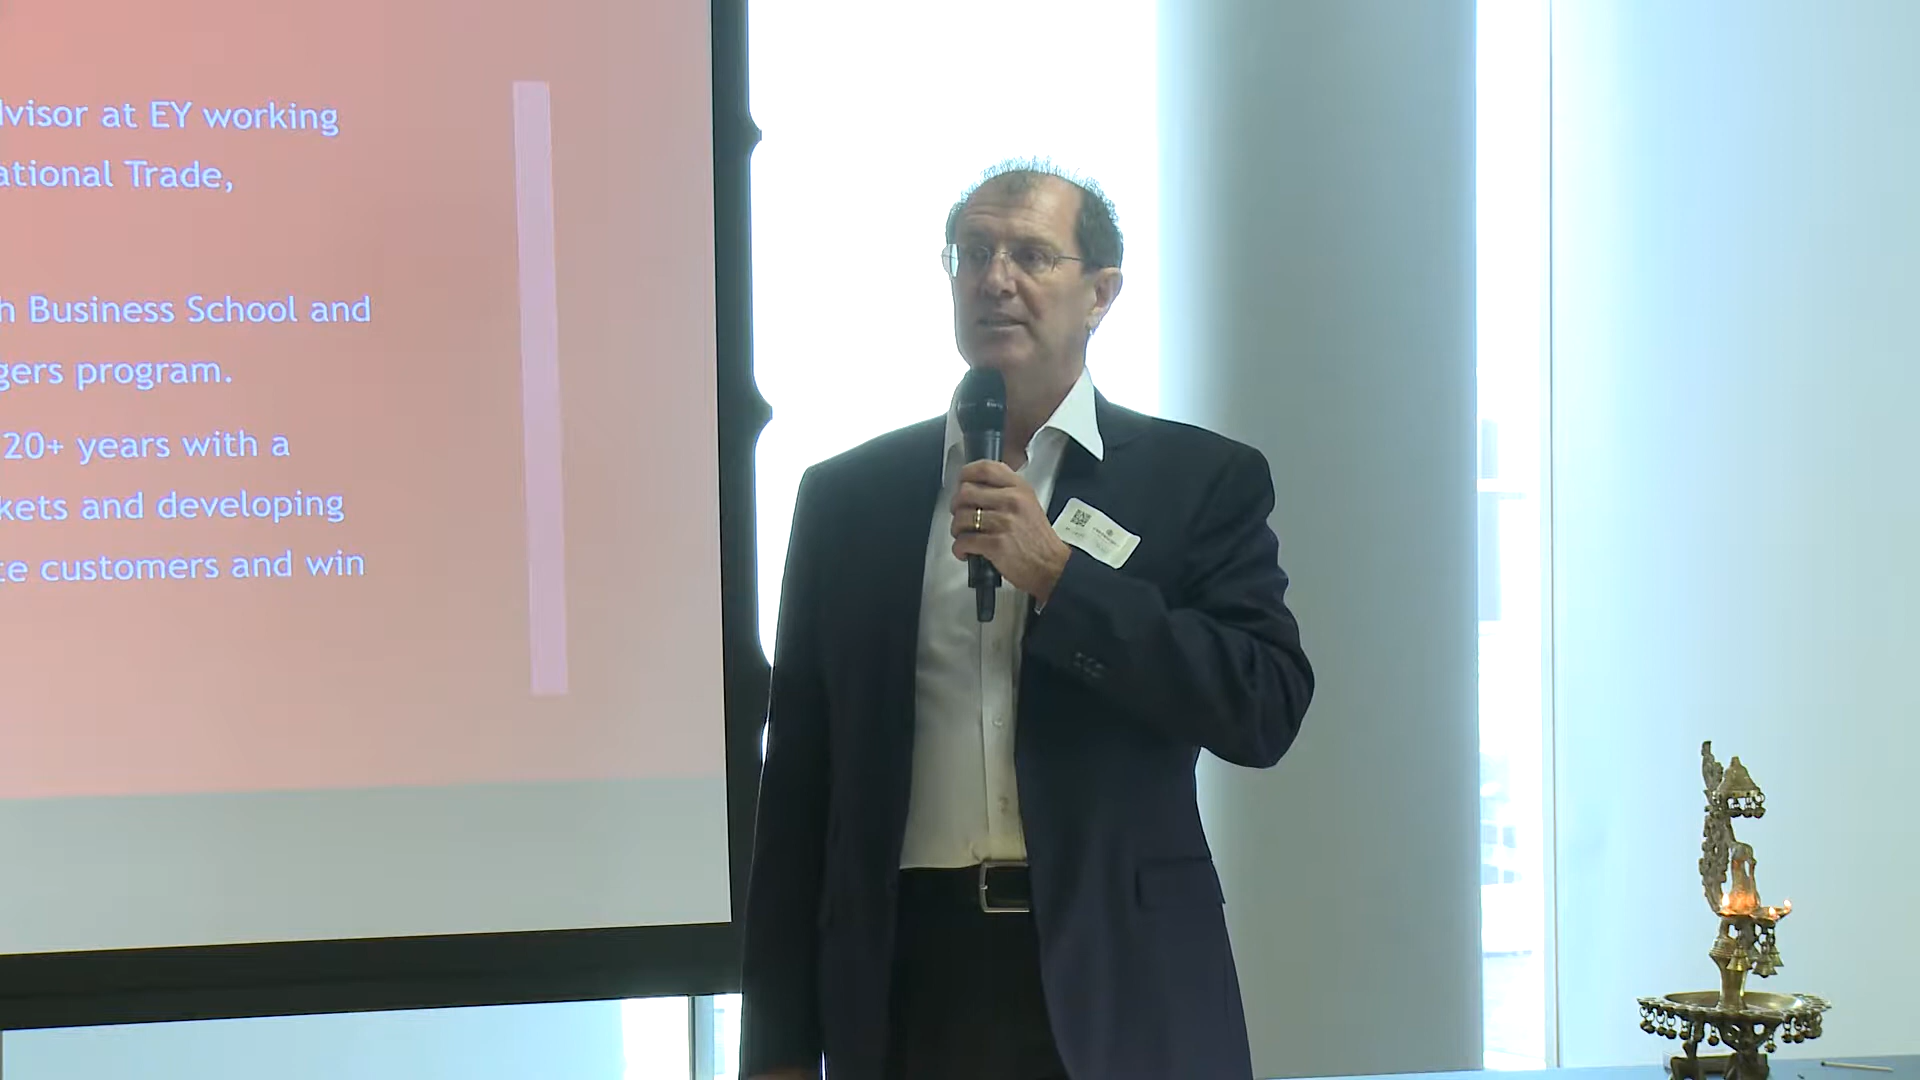 dvisor at EY working
ational Trade,
h Business School and
gers program.
20+ years with a
kets and developing
te customers and win